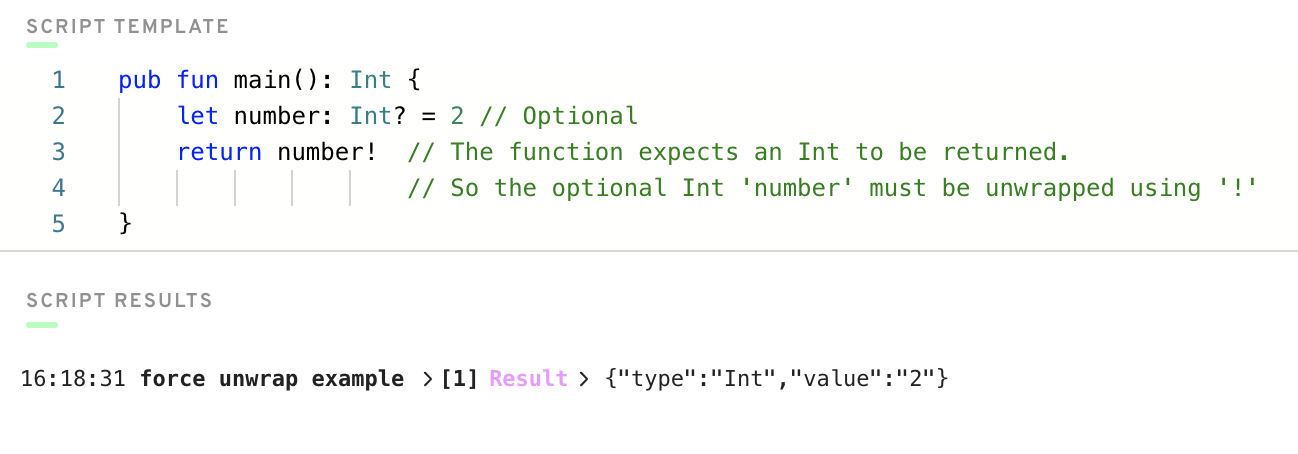 SCRIPT TEMPLATE
1 pub fun main(): Int {
2 let number: Int? = 2 // Optional
3 return number! // The function expects an Int to be returned.
4 // So the optional Int 'number' must be unwrapped using '!'
5 }
SCRIPT RESULTS
16:18:31 force unwrap example > [1] Result > {"type":"Int","value":"2"}